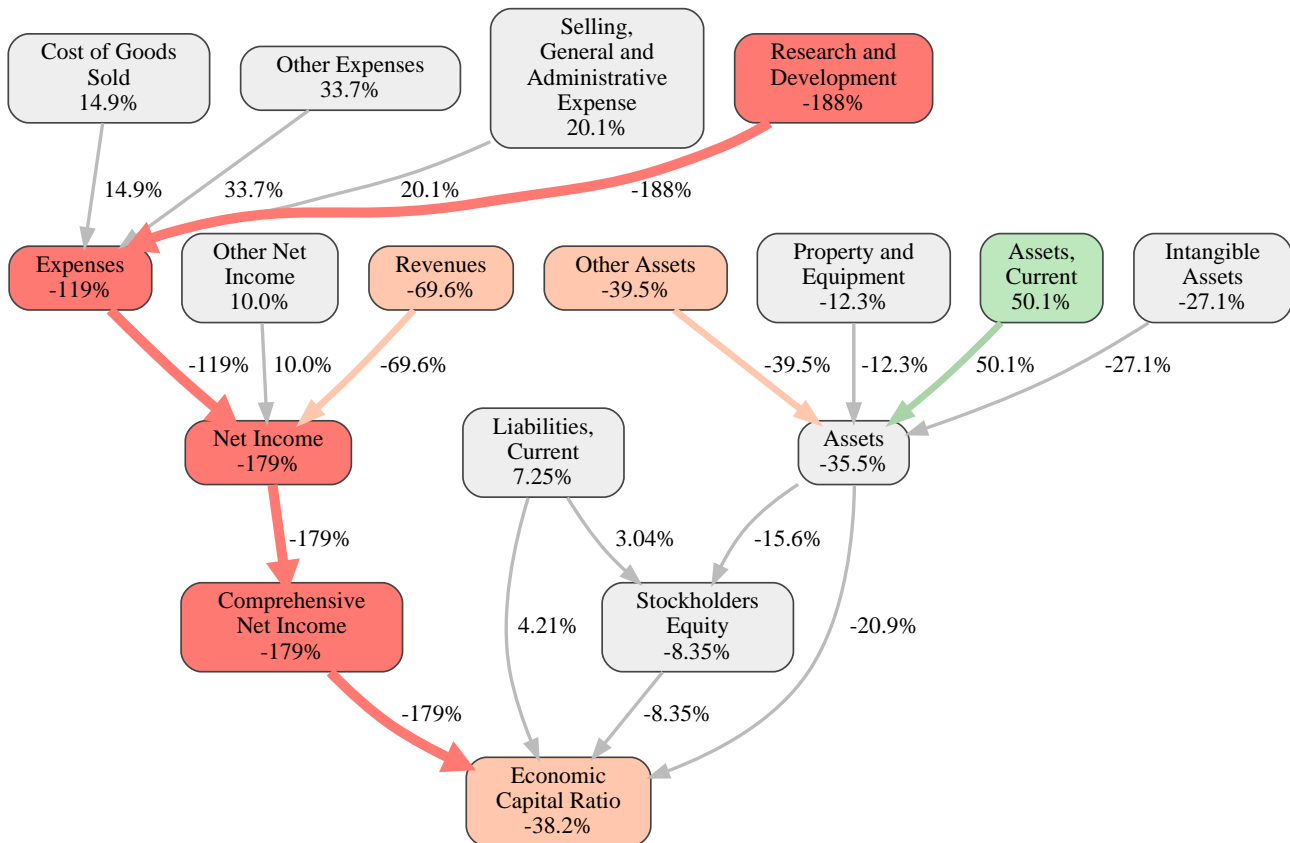 Cost of Goods
Sold
14.9%
Other Expenses
33.7%
Selling,
General and
Administrative
Expense
20.1%
Research and
Development
-188%
14.9%
33.7%
20.1%
-188%
Expenses
-119%
Other Net
Income
10.0%
Revenues
-69.6%
Other Assets
-39.5%
Property and
Equipment
-12.3%
Assets,
Current
50.1%
Intangible
Assets
-27.1%
-119%
10.0%
-69.6%
-39.5%
-12.3%
50.1%
-27.1%
Net Income
-179%
Liabilities,
Current
7.25%
Assets
-35.5%
-179%
3.04%
-15.6%
Comprehensive
Net Income
-179%
4.21%
Stockholders
Equity
-8.35%
-20.9%
-179%
-8.35%
Economic
Capital Ratio
-38.2%